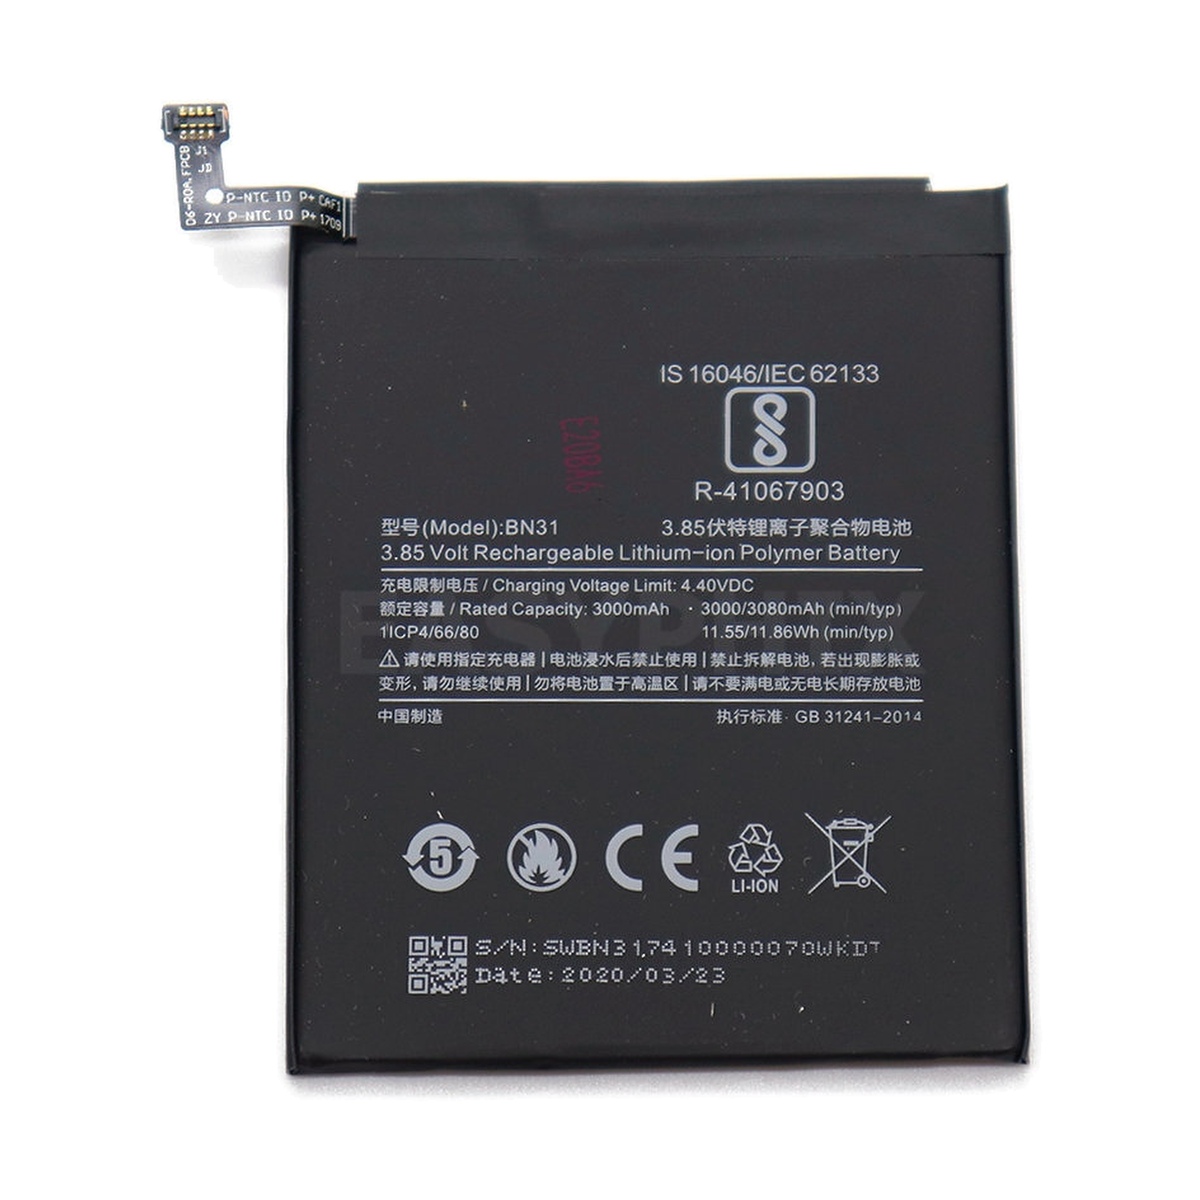 J1
JD
D6-ROA.FPCB
P-NTC ID P+ CAF1
ZY P-NTC ID P+ 1709
IS 16046/IEC 62133
R-41067903
E20BA6
型号(Model):BN31 3.85伏特锂离子聚合物电池
3.85 Volt Rechargeable Lithium-ion Polymer Battery
充电限制电压 / Charging Voltage Limit: 4.40VDC
额定容量 / Rated Capacity: 3000mAh · 3000/3080mAh (min/typ)
1ICP4/66/80 11.55/11.86Wh (min/typ)
EASYPHIX
请使用指定充电器 | 电池浸水后禁止使用 | 禁止拆解电池, 若出现膨胀或
变形, 请勿继续使用 | 勿将电池置于高温区 | 请不要满电或无电长期存放电池
中国制造 执行标准· GB 31241-2014
5
CE
LI-ION
S/N:SWBN31,7410000070WKDT
Date:2020/03/23